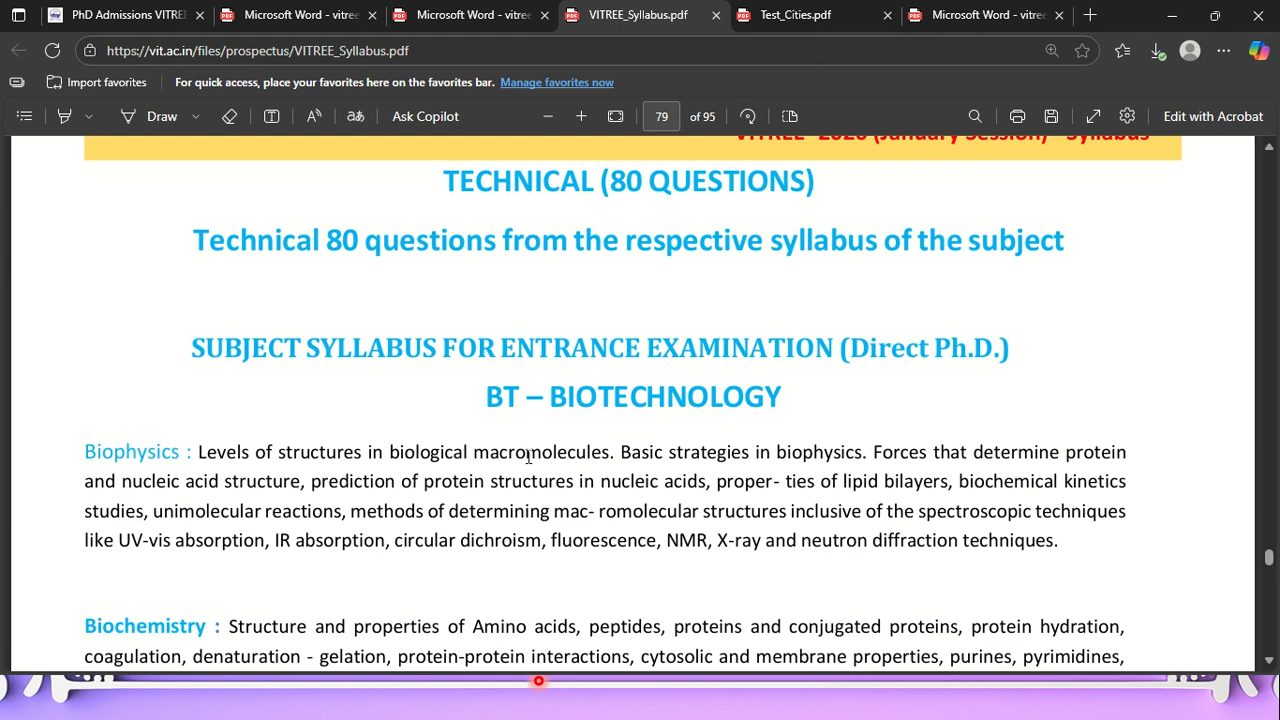 PhD Admissions VITREE
Microsoft Word - vitree
Microsoft Word - vitree
VITREE_Syllabus.pdf
Test_Cities.pdf
Microsoft Word - vitree
https://vit.ac.in/files/prospectus/VITREE_Syllabus.pdf
Import favorites
For quick access, place your favorites here on the favorites bar. Manage favorites now
Draw
Ask Copilot
79 of 95
Edit with Acrobat
VITREE- 2026 (January Session) - Syllabus
TECHNICAL (80 QUESTIONS)
Technical 80 questions from the respective syllabus of the subject
SUBJECT SYLLABUS FOR ENTRANCE EXAMINATION (Direct Ph.D.)
BT – BIOTECHNOLOGY
Biophysics : Levels of structures in biological macromolecules. Basic strategies in biophysics. Forces that determine protein
and nucleic acid structure, prediction of protein structures in nucleic acids, proper- ties of lipid bilayers, biochemical kinetics
studies, unimolecular reactions, methods of determining mac- romolecular structures inclusive of the spectroscopic techniques
like UV-vis absorption, IR absorption, circular dichroism, fluorescence, NMR, X-ray and neutron diffraction techniques.
Biochemistry : Structure and properties of Amino acids, peptides, proteins and conjugated proteins, protein hydration,
coagulation, denaturation - gelation, protein-protein interactions, cytosolic and membrane properties, purines, pyrimidines,